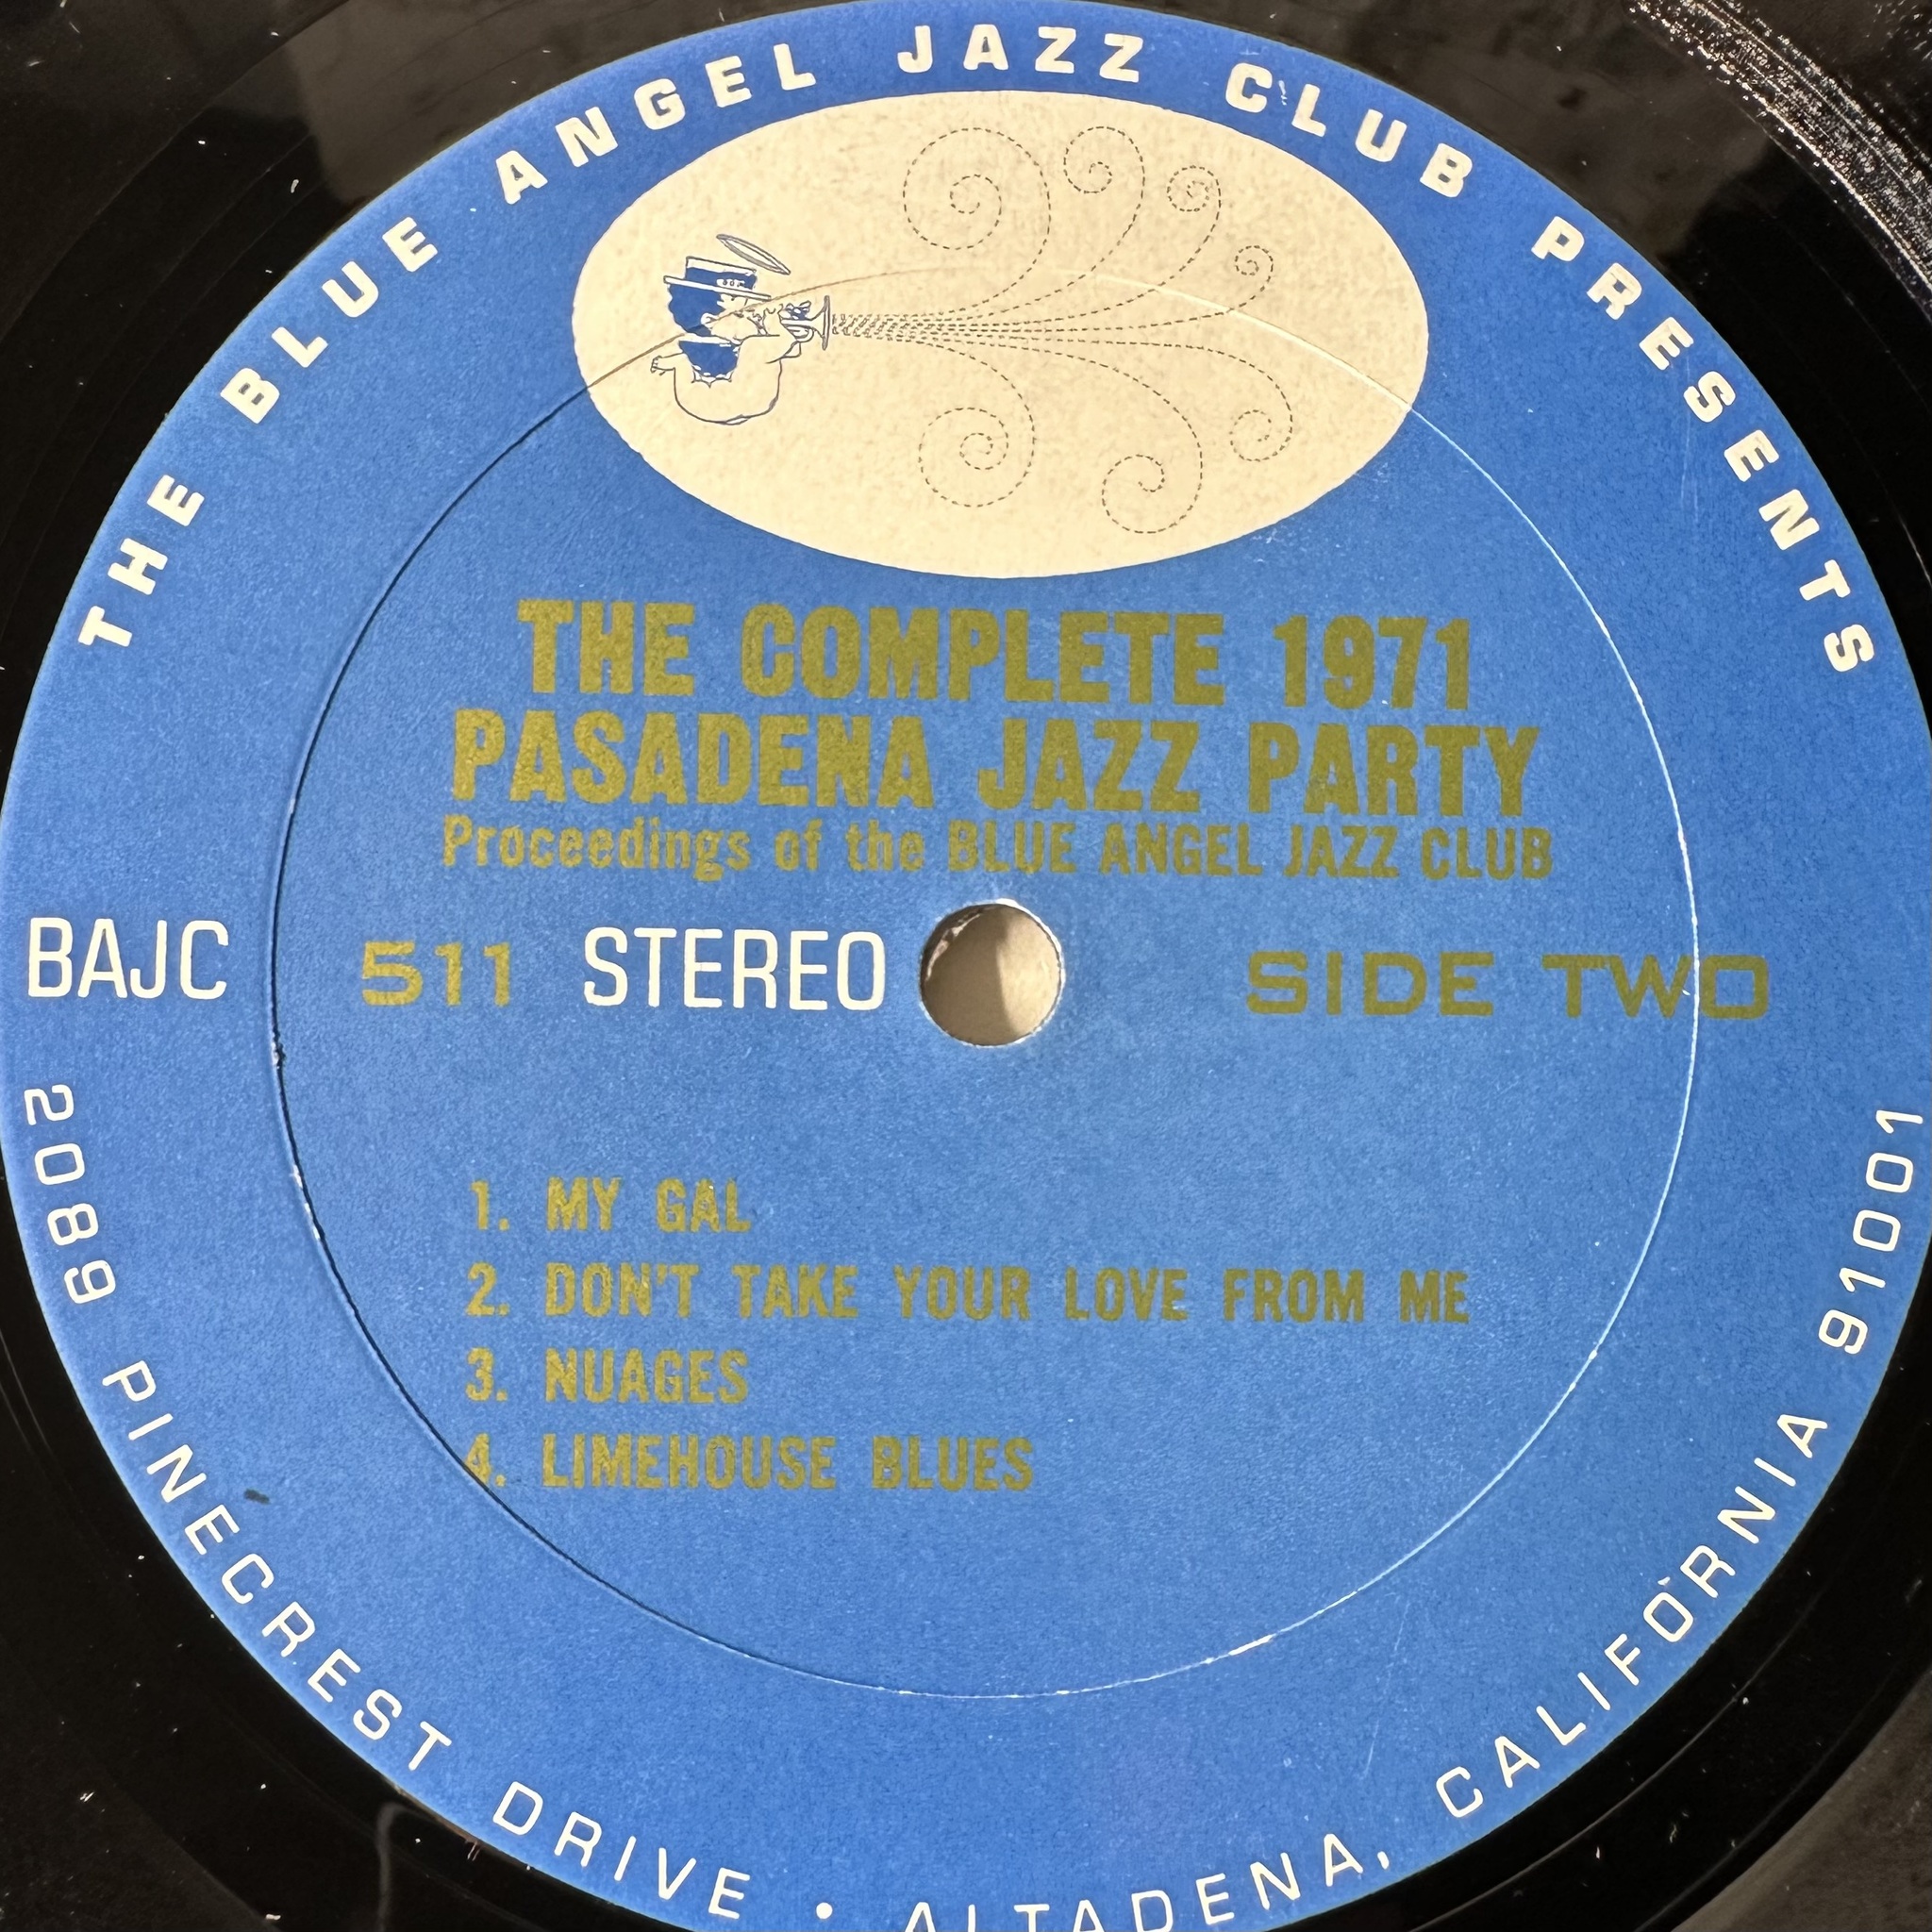 THE BLUE ANGEL JAZZ CLUB PRESENTS
THE COMPLETE 1971
PASADENA JAZZ PARTY
Proceedings of the BLUE ANGEL JAZZ CLUB
BAJC 511 STEREO SIDE TWO
1. MY GAL
2. DON'T TAKE YOUR LOVE FROM ME
3. NUAGES
4. LIMEHOUSE BLUES
2089 PINECREST DRIVE • ALTADENA, CALIFORNIA 91001